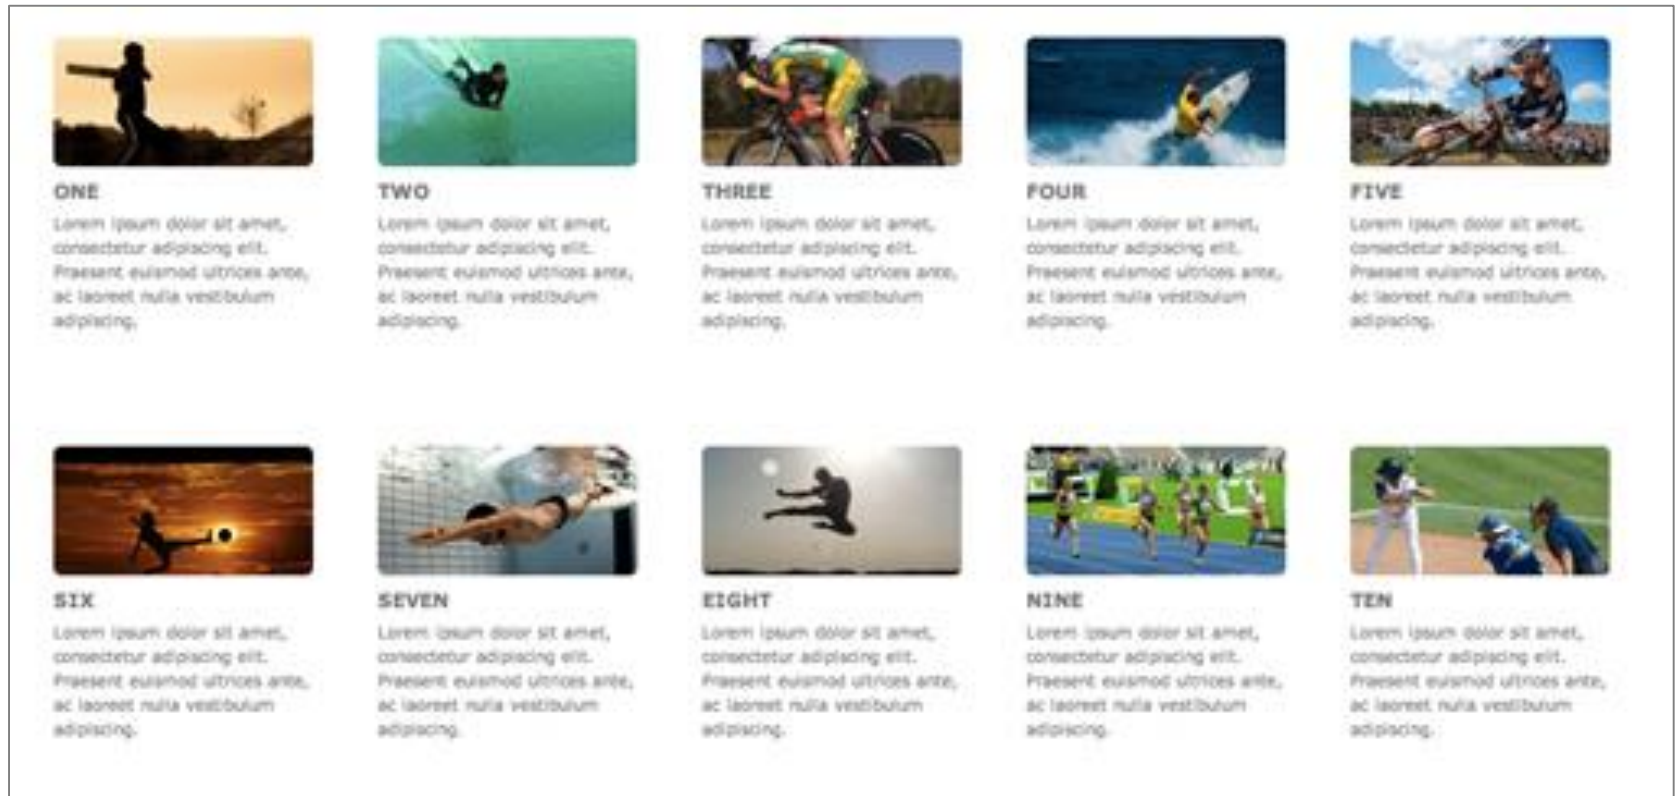 ONE
Lorem ipsum dolor sit amet,
consectetur adipiscing elit.
Praesent euismod ultrices ante,
ac laoreet nulla vestibulum
adipiscing.
TWO
Lorem ipsum dolor sit amet,
consectetur adipiscing elit.
Praesent euismod ultrices ante,
ac laoreet nulla vestibulum
adipiscing.
THREE
Lorem ipsum dolor sit amet,
consectetur adipiscing elit.
Praesent euismod ultrices ante,
ac laoreet nulla vestibulum
adipiscing.
FOUR
Lorem ipsum dolor sit amet,
consectetur adipiscing elit.
Praesent euismod ultrices ante,
ac laoreet nulla vestibulum
adipiscing.
FIVE
Lorem ipsum dolor sit amet,
consectetur adipiscing elit.
Praesent euismod ultrices ante,
ac laoreet nulla vestibulum
adipiscing.
SIX
Lorem ipsum dolor sit amet,
consectetur adipiscing elit.
Praesent euismod ultrices ante,
ac laoreet nulla vestibulum
adipiscing.
SEVEN
Lorem ipsum dolor sit amet,
consectetur adipiscing elit.
Praesent euismod ultrices ante,
ac laoreet nulla vestibulum
adipiscing.
EIGHT
Lorem ipsum dolor sit amet,
consectetur adipiscing elit.
Praesent euismod ultrices ante,
ac laoreet nulla vestibulum
adipiscing.
NINE
Lorem ipsum dolor sit amet,
consectetur adipiscing elit.
Praesent euismod ultrices ante,
ac laoreet nulla vestibulum
adipiscing.
TEN
Lorem ipsum dolor sit amet,
consectetur adipiscing elit.
Praesent euismod ultrices ante,
ac laoreet nulla vestibulum
adipiscing.